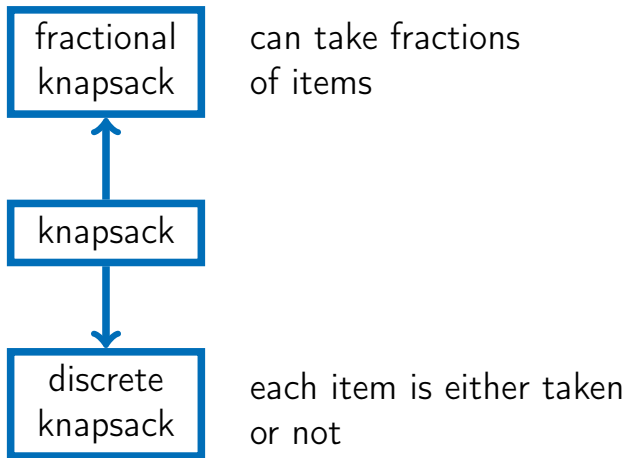 fractional
knapsack
can take fractions
of items
knapsack
discrete
knapsack
each item is either taken
or not